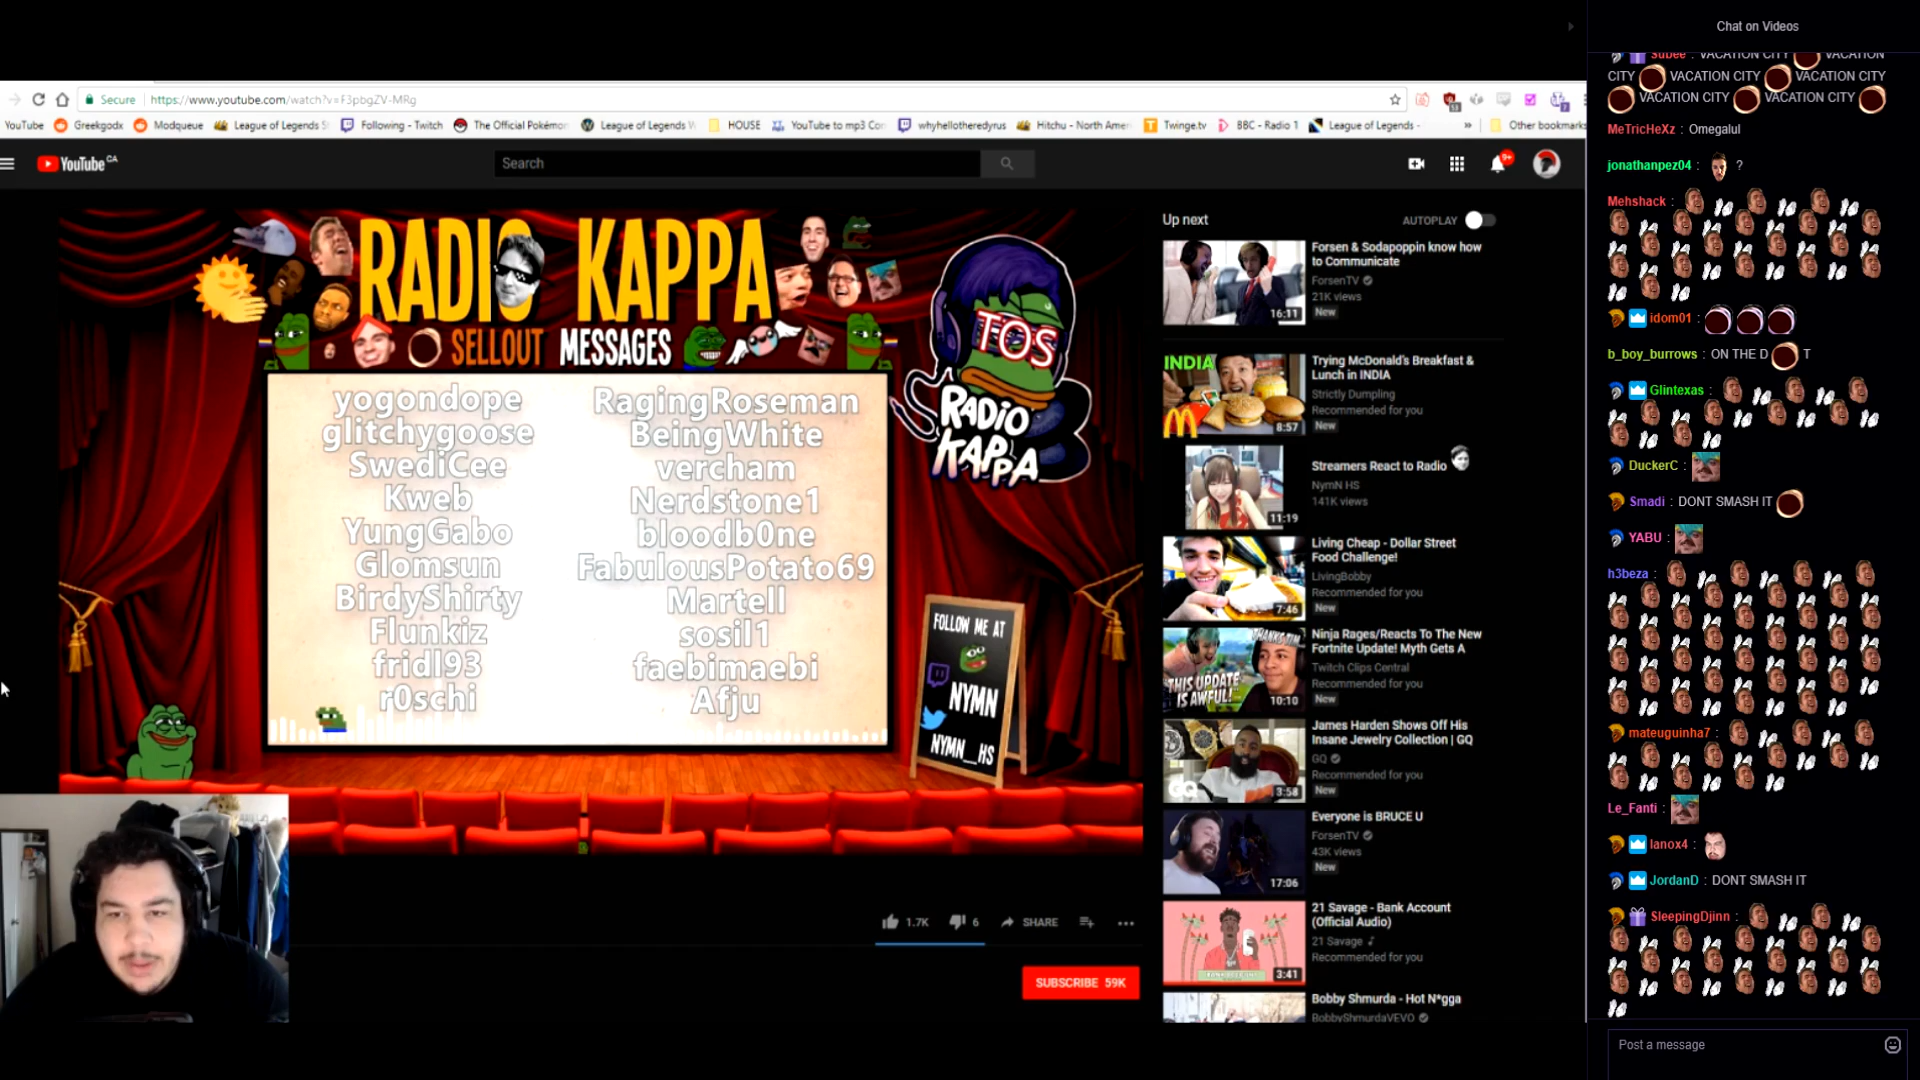 Chat on Videos
Secure https://www.youtube.com/watch?v=F3pbgZV-MRg
YouTube Greekgodx Modqueue League of Legends S Following - Twitch The Official Pokémon League of Legends W HOUSE YouTube to mp3 Con whyhellotheredyrus Hitchu - North Amer Twinge.tv BBC - Radio 1 League of Legends - » Other bookmarks
YouTube CA
Search
9+
RADIO KAPPA
SELLOUT MESSAGES
TOS
RADIO
KAPPA
yogondope
glitchygoose
SwediCee
Kweb
YungGabo
Glomsun
BirdyShirty
Flunkiz
fridl93
r0schi
RagingRoseman
BeingWhite
vercham
Nerdstone1
bloodb0ne
FabulousPotato69
Martell
sosil1
faebimaebi
Afju
FOLLOW ME AT
NYMN
NYMN__HS
1.7K 6 SHARE
SUBSCRIBE 59K
Up next AUTOPLAY
Forsen & Sodapoppin know how
to Communicate
ForsenTV
21K views
New
16:11
INDIA
Trying McDonald's Breakfast &
Lunch in INDIA
Strictly Dumpling
Recommended for you
New
8:57
Streamers React to Radio
NymN HS
141K views
11:19
Living Cheap - Dollar Street
Food Challenge!
LivingBobby
Recommended for you
New
7:46
THANKS TIM
THIS UPDATE
IS AWFUL!"
Ninja Rages/Reacts To The New
Fortnite Update! Myth Gets A
Twitch Clips Central
Recommended for you
New
10:10
James Harden Shows Off His
Insane Jewelry Collection | GQ
GQ
Recommended for you
New
GQ
3:58
Everyone is BRUCE U
ForsenTV
43K views
New
17:06
21 Savage - Bank Account
(Official Audio)
21 Savage
Recommended for you
3:41
Bobby Shmurda - Hot N*gga
BobbyShmurdaVEVO
Subee : VACATION CITY VACATION
CITY VACATION CITY VACATION CITY
VACATION CITY VACATION CITY
MeTricHeXz : Omegalul
jonathanpez04 : ?
Mehshack :
idom01 :
b_boy_burrows : ON THE D T
Glintexas :
DuckerC :
Smadi : DONT SMASH IT
YABU :
h3beza :
mateuguinha7 :
Le_Fanti :
lanox4 :
JordanD : DONT SMASH IT
SleepingDjinn :
Post a message